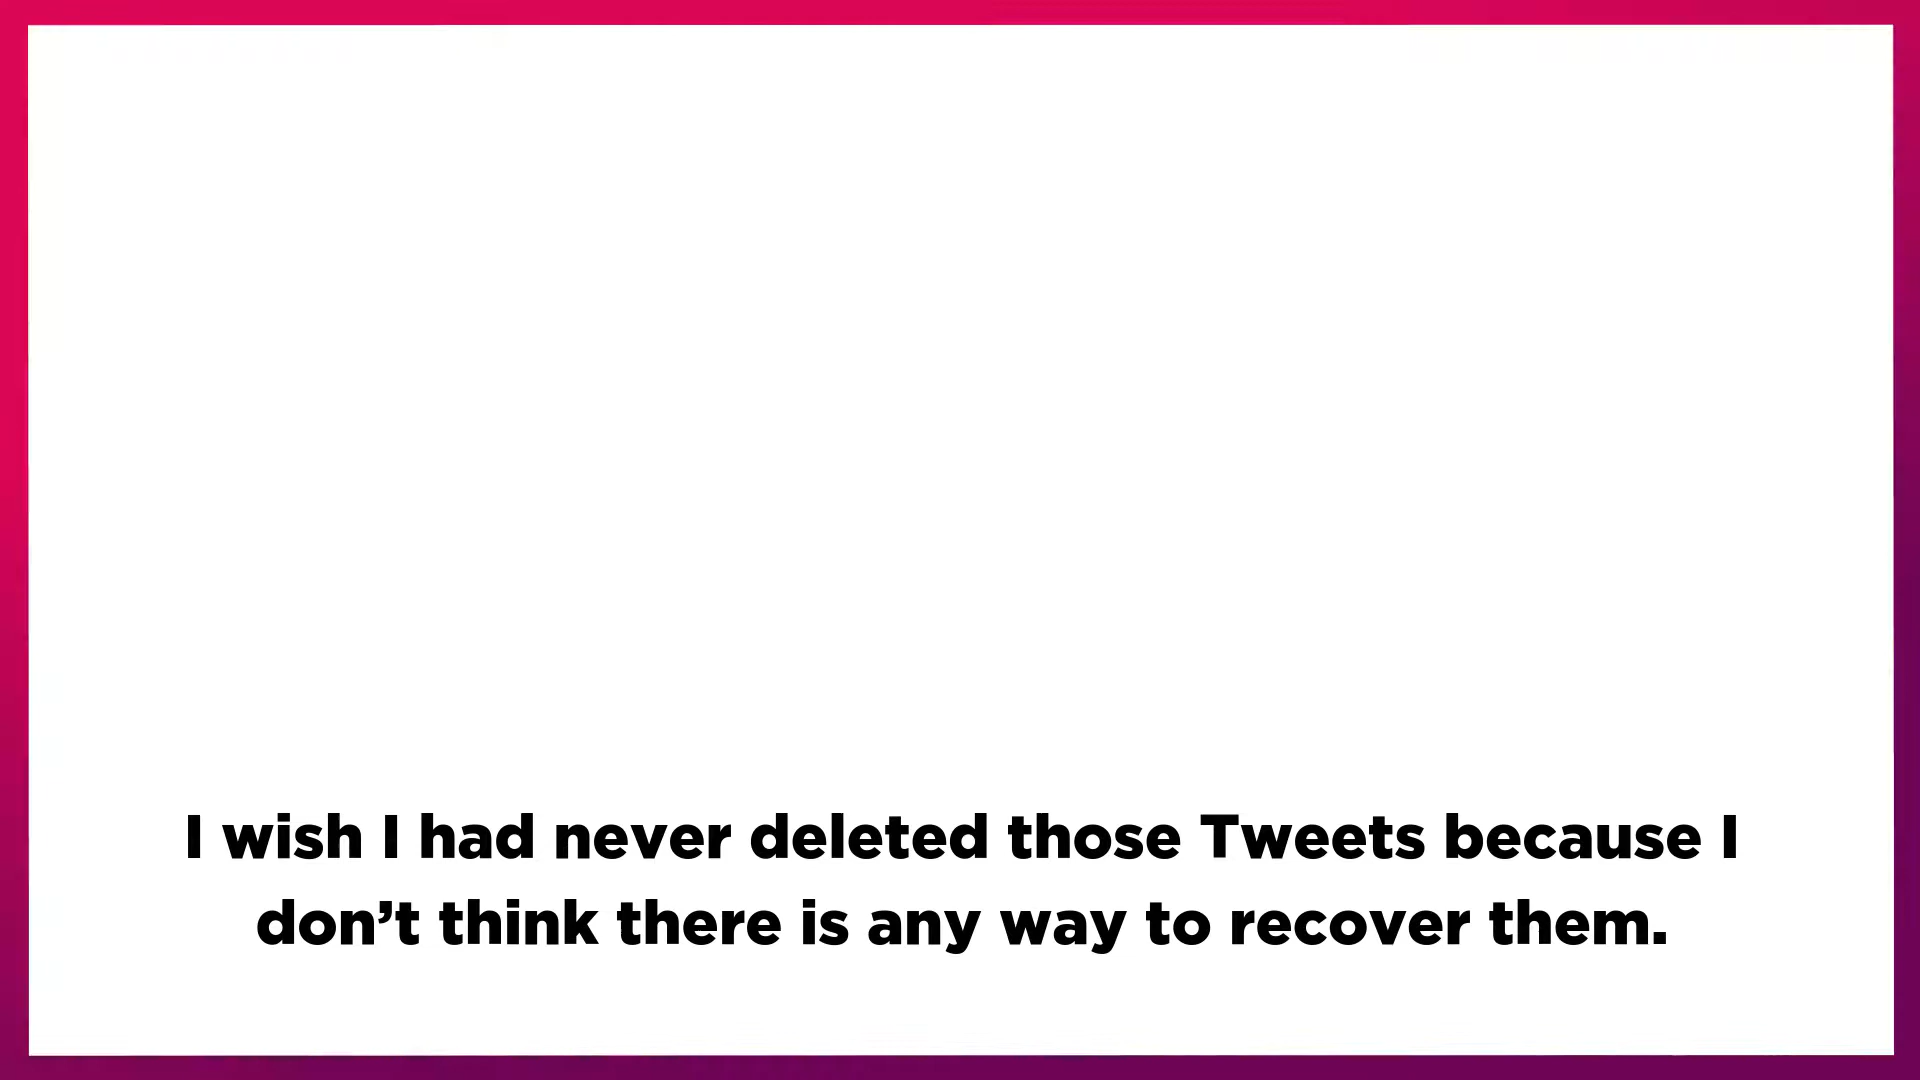 I wish I had never deleted those Tweets because I
don’t think there is any way to recover them.